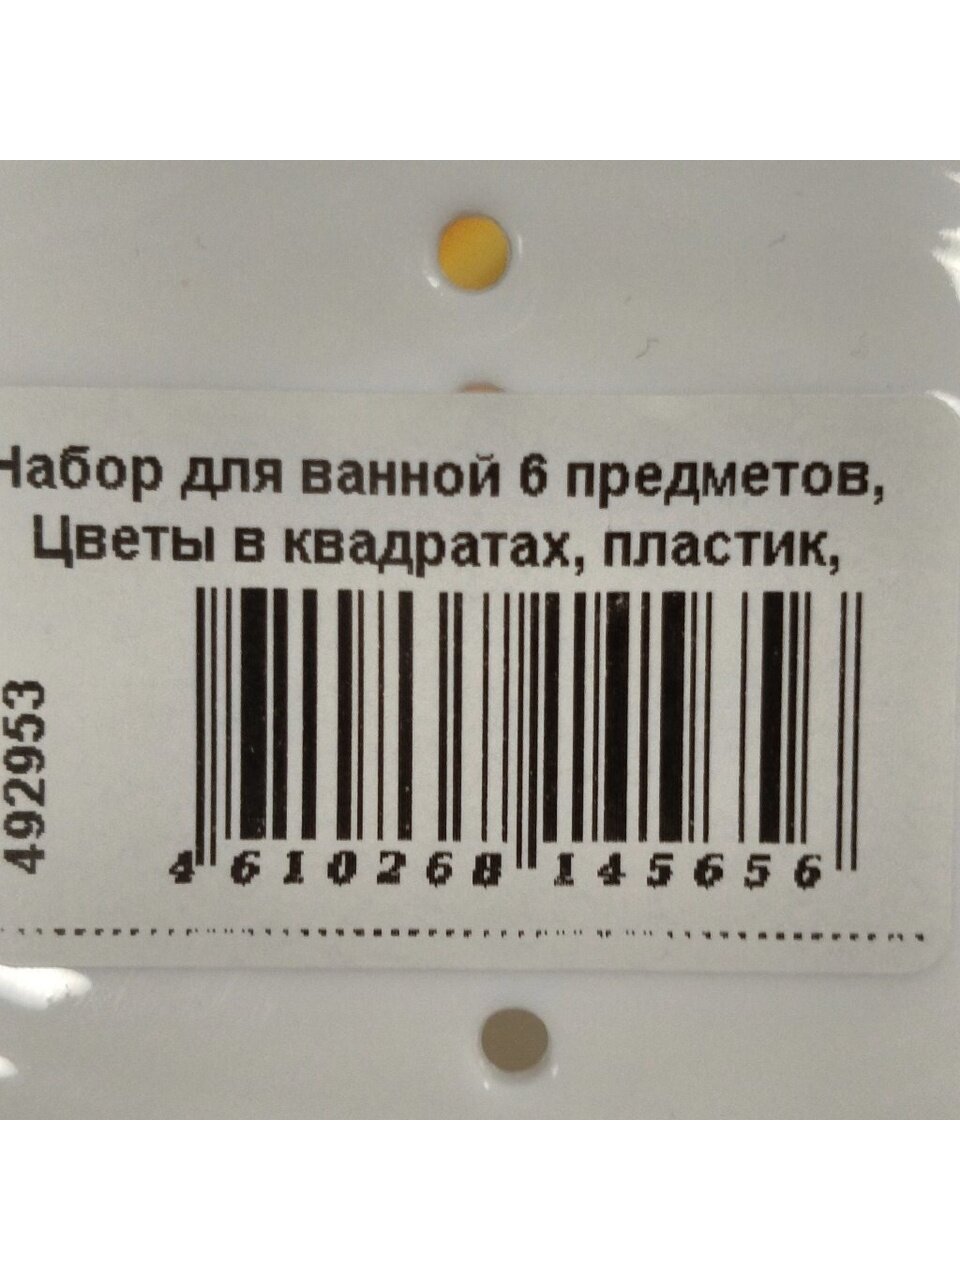 Набор для ванной 6 предметов,
Цветы в квадратах, пластик,
492953
4 610268 145656